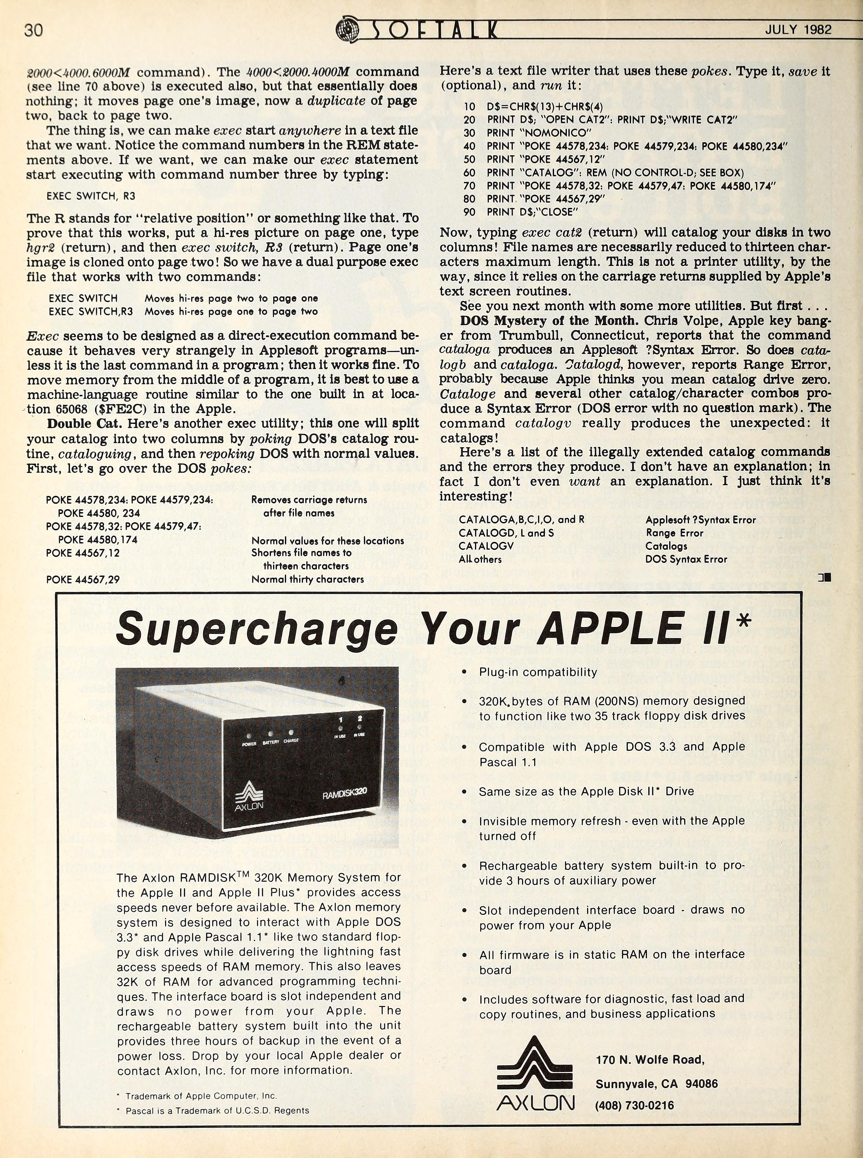 30
SOFTALK
JULY 1982
2000<4000.6000M command). The 4000<2000.4000M command
(see line 70 above) is executed also, but that essentially does
nothing; it moves page one's image, now a duplicate of page
two, back to page two.
The thing is, we can make exec start anywhere in a text file
that we want. Notice the command numbers in the REM state-
ments above. If we want, we can make our exec statement
start executing with command number three by typing:
EXEC SWITCH, R3
The R stands for "relative position" or something like that. To
prove that this works, put a hi-res picture on page one, type
hgr2 (return), and then exec switch, R3 (return). Page one's
image is cloned onto page two! So we have a dual purpose exec
file that works with two commands:
EXEC SWITCH Moves hi-res page two to page one
EXEC SWITCH,R3 Moves hi-res page one to page two
Exec seems to be designed as a direct-execution command be-
cause it behaves very strangely in Applesoft programs—un-
less it is the last command in a program; then it works fine. To
move memory from the middle of a program, it is best to use a
machine-language routine similar to the one built in at loca-
tion 65068 ($FE2C) in the Apple.
Double Cat. Here's another exec utility; this one will split
your catalog into two columns by poking DOS's catalog rou-
tine, cataloguing, and then repoking DOS with normal values.
First, let's go over the DOS pokes:
POKE 44578,234: POKE 44579,234: Removes carriage returns
POKE 44580, 234 after file names
POKE 44578,32: POKE 44579,47:
POKE 44580,174 Normal values for these locations
POKE 44567,12 Shortens file names to
thirteen characters
POKE 44567,29 Normal thirty characters
Here's a text file writer that uses these pokes. Type it, save it
(optional), and run it:
10 D$=CHR$(13)+CHR$(4)
20 PRINT D$; "OPEN CAT2": PRINT D$;"WRITE CAT2"
30 PRINT "NOMONICO"
40 PRINT "POKE 44578,234: POKE 44579,234: POKE 44580,234"
50 PRINT "POKE 44567,12"
60 PRINT "CATALOG": REM (NO CONTROL-D; SEE BOX)
70 PRINT "POKE 44578,32: POKE 44579,47: POKE 44580,174"
80 PRINT "POKE 44567,29"
90 PRINT D$;"CLOSE"
Now, typing exec cat2 (return) will catalog your disks in two
columns! File names are necessarily reduced to thirteen char-
acters maximum length. This is not a printer utility, by the
way, since it relies on the carriage returns supplied by Apple's
text screen routines.
See you next month with some more utilities. But first . . .
DOS Mystery of the Month. Chris Volpe, Apple key bang-
er from Trumbull, Connecticut, reports that the command
cataloga produces an Applesoft ?Syntax Error. So does cata-
logb and cataloga. Catalogd, however, reports Range Error,
probably because Apple thinks you mean catalog drive zero.
Cataloge and several other catalog/character combos pro-
duce a Syntax Error (DOS error with no question mark). The
command catalogv really produces the unexpected: it
catalogs!
Here's a list of the illegally extended catalog commands
and the errors they produce. I don't have an explanation; in
fact I don't even want an explanation. I just think it's
interesting!
CATALOGA,B,C,I,O, and R Applesoft ?Syntax Error
CATALOGD, L and S Range Error
CATALOGV Catalogs
All others DOS Syntax Error
Supercharge Your APPLE II*
POWER BATTERY CHARGE
1 2
IN USE IN USE
AXLON
RAMDISK320
The Axlon RAMDISK™ 320K Memory System for
the Apple II and Apple II Plus* provides access
speeds never before available. The Axlon memory
system is designed to interact with Apple DOS
3.3* and Apple Pascal 1.1* like two standard flop-
py disk drives while delivering the lightning fast
access speeds of RAM memory. This also leaves
32K of RAM for advanced programming techni-
ques. The interface board is slot independent and
draws no power from your Apple. The
rechargeable battery system built into the unit
provides three hours of backup in the event of a
power loss. Drop by your local Apple dealer or
contact Axlon, Inc. for more information.
* Trademark of Apple Computer, Inc.
* Pascal is a Trademark of U.C.S.D. Regents
• Plug-in compatibility
• 320K bytes of RAM (200NS) memory designed
to function like two 35 track floppy disk drives
• Compatible with Apple DOS 3.3 and Apple
Pascal 1.1
• Same size as the Apple Disk II* Drive
• Invisible memory refresh - even with the Apple
turned off
• Rechargeable battery system built-in to pro-
vide 3 hours of auxiliary power
• Slot independent interface board - draws no
power from your Apple
• All firmware is in static RAM on the interface
board
• Includes software for diagnostic, fast load and
copy routines, and business applications
AXLON
170 N. Wolfe Road,
Sunnyvale, CA 94086
(408) 730-0216